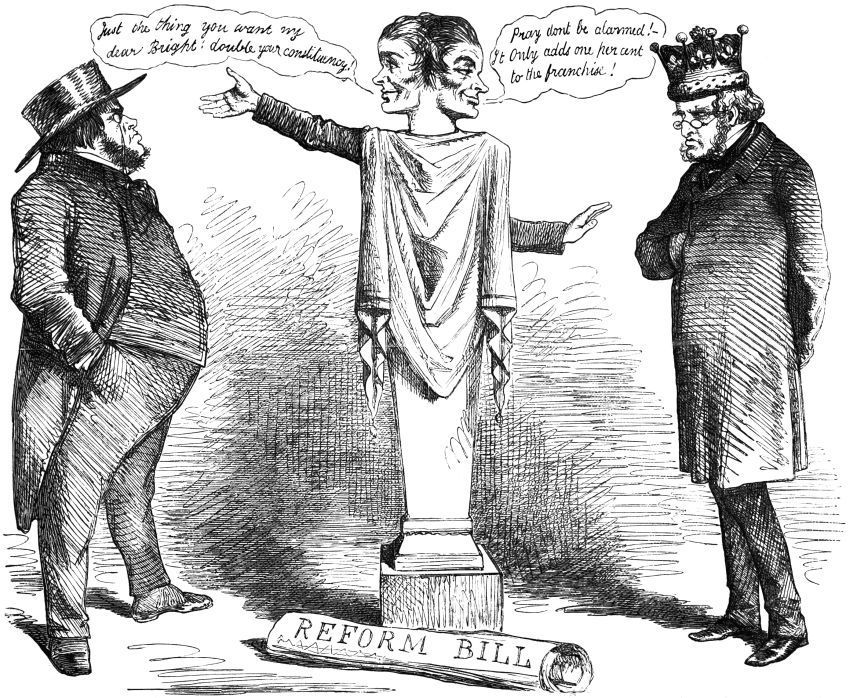 Just the thing you want my
dear Bright! double your constituency!
Pray dont be alarmed!-
It Only adds one per cent
to the franchise!
REFORM BILL